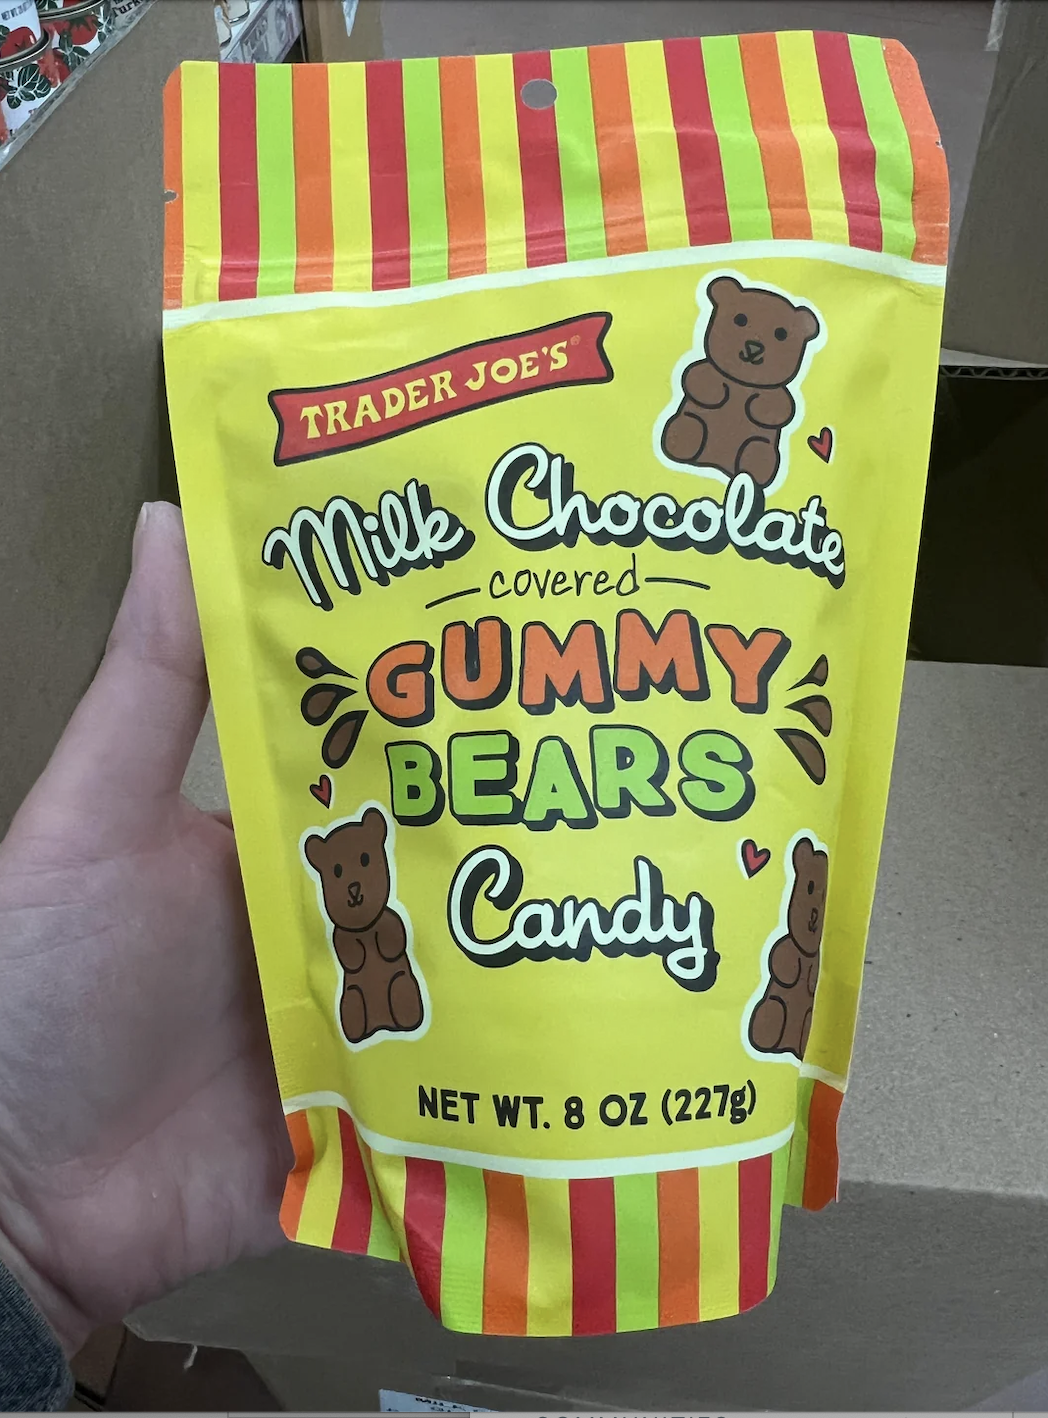 TRADER JOE'S®
Milk Chocolate
covered
GUMMY
BEARS
Candy
NET WT. 8 OZ (227g)